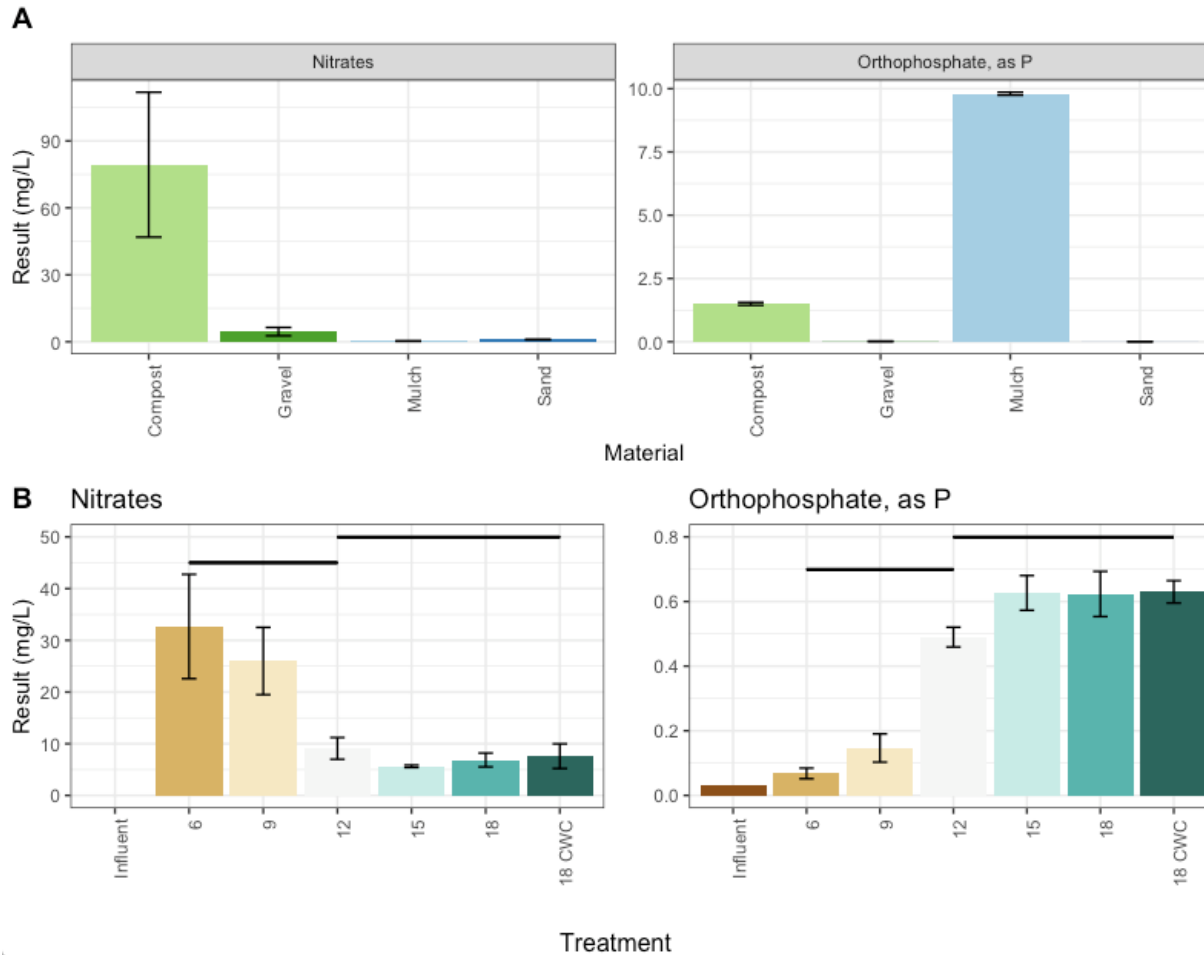 A
Nitrates
Orthophosphate, as P
Result (mg/L)
90
60
30
0
10.0
7.5
5.0
2.5
0.0
Compost
Gravel
Mulch
Sand
Compost
Gravel
Mulch
Sand
Material
B
Nitrates
Orthophosphate, as P
Result (mg/L)
50
40
30
20
10
0
0.8
0.6
0.4
0.2
0.0
Influent
6
9
12
15
18
18 CWC
Influent
6
9
12
15
18
18 CWC
Treatment